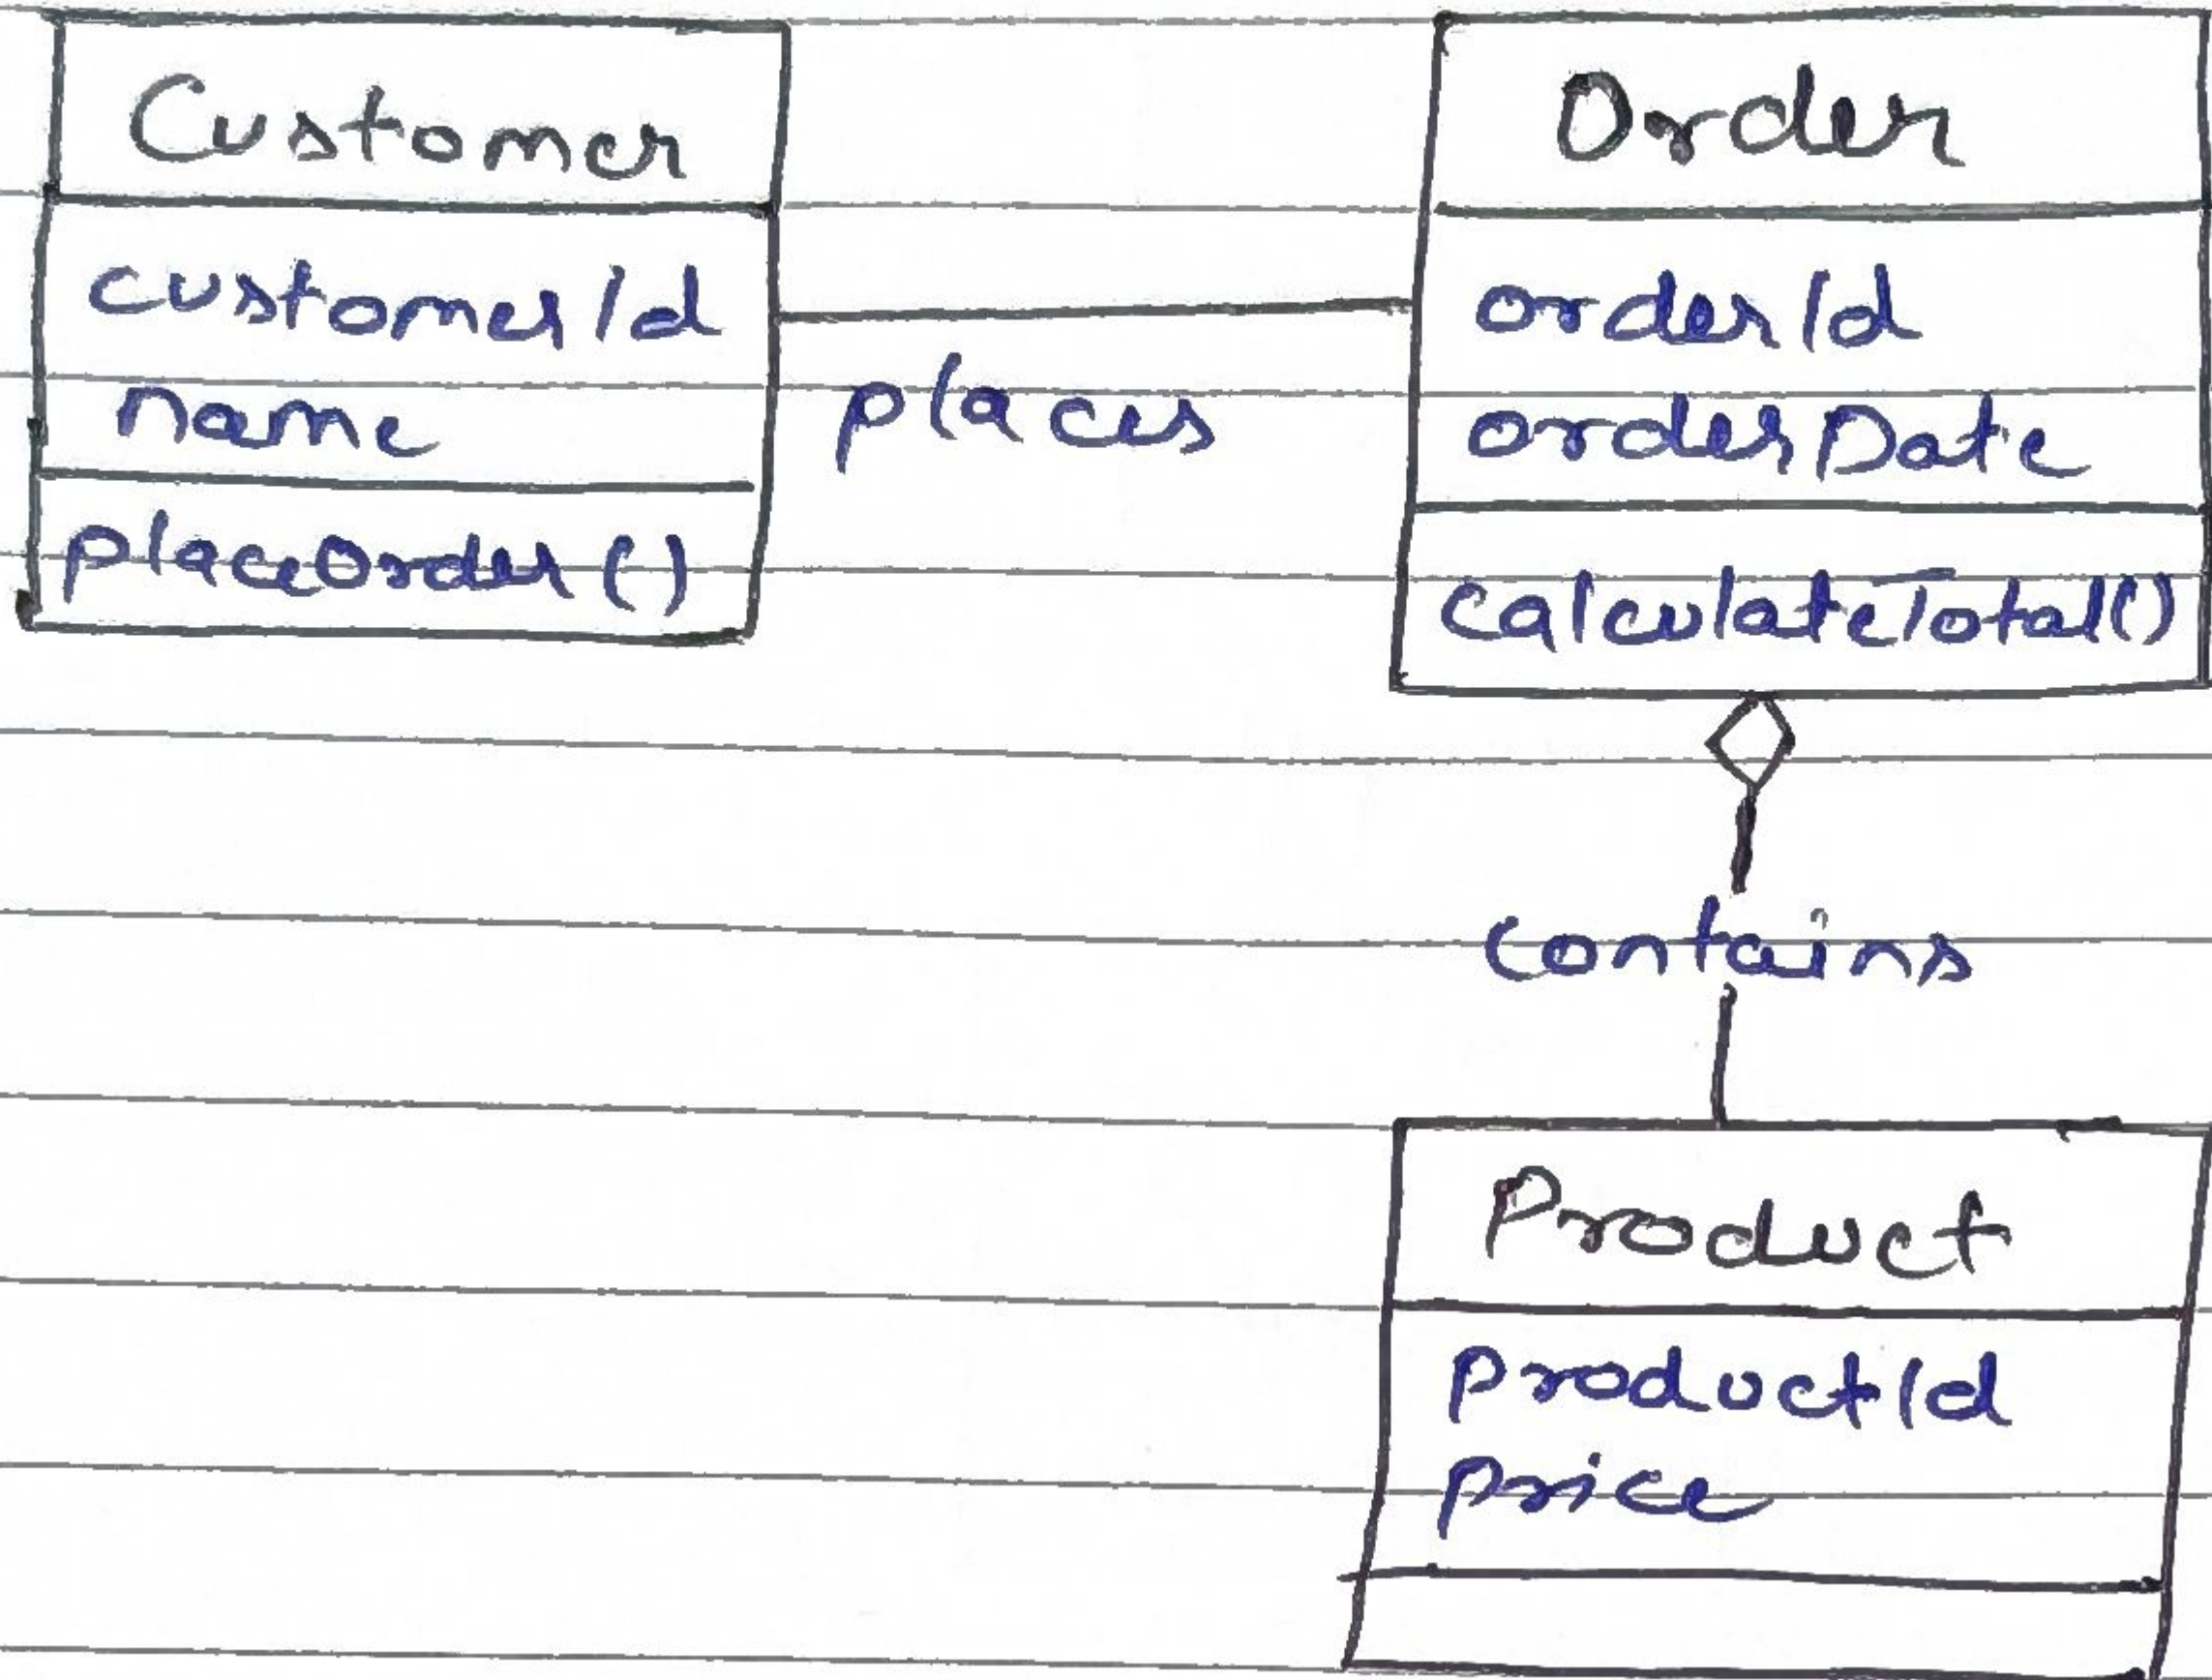 Customer
customerId
name
placeOrder()
places
Order
orderId
orderDate
calculateTotal()
contains
Product
productId
price